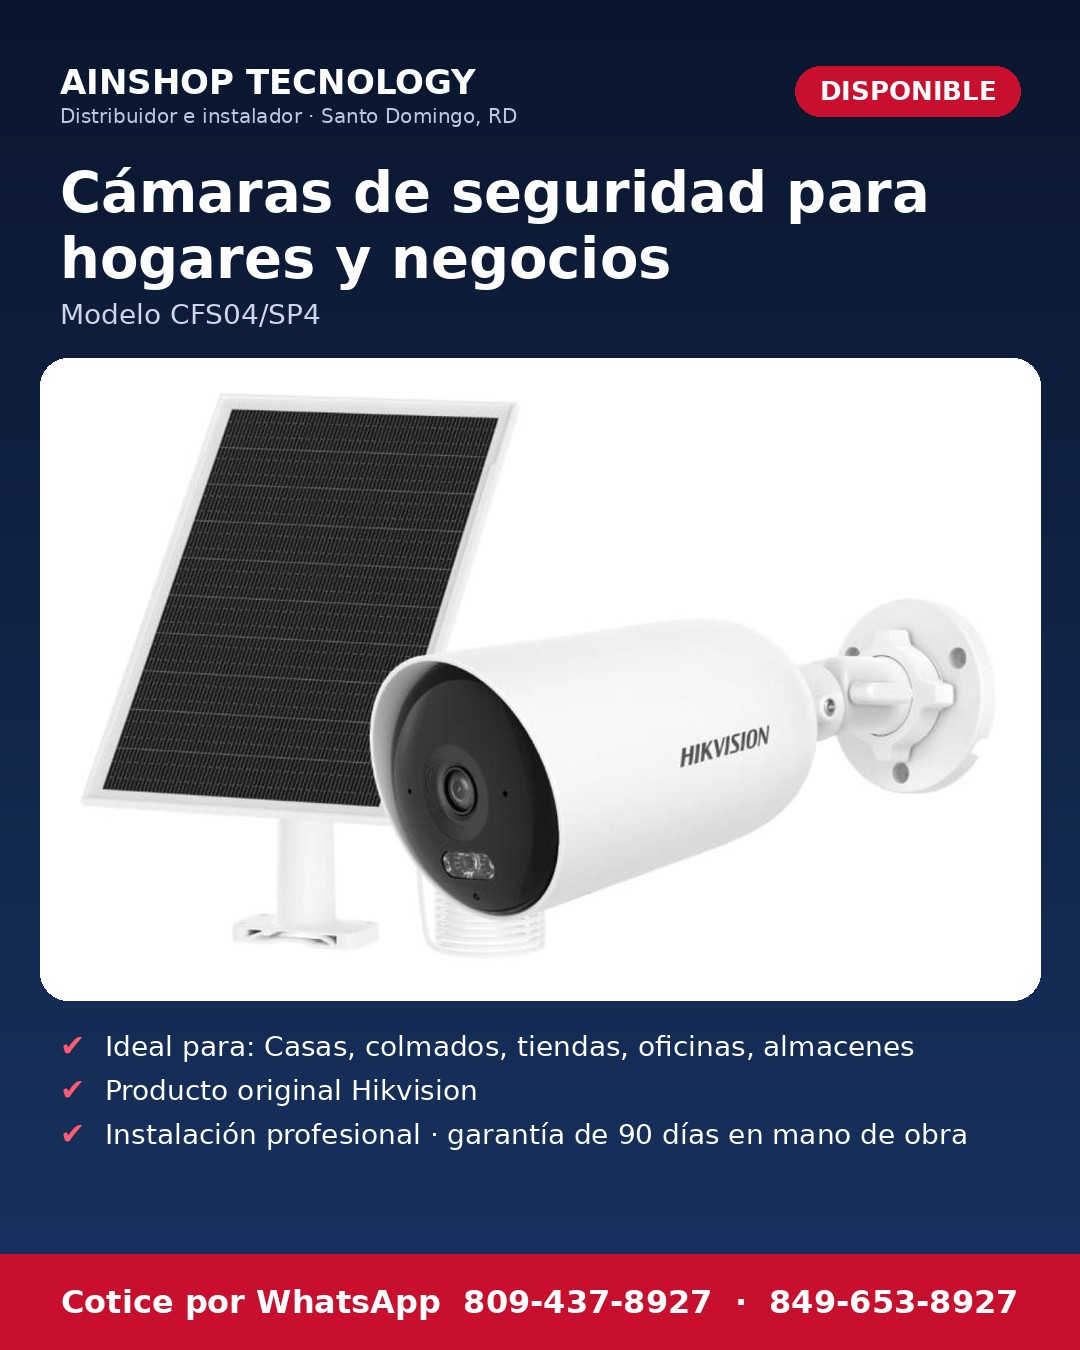 AINSHOP TECNOLOGY
Distribuidor e instalador · Santo Domingo, RD
DISPONIBLE
Cámaras de seguridad para
hogares y negocios
Modelo CFS04/SP4
HIKVISION
✔ Ideal para: Casas, colmados, tiendas, oficinas, almacenes
✔ Producto original Hikvision
✔ Instalación profesional · garantía de 90 días en mano de obra
Cotice por WhatsApp 809-437-8927 · 849-653-8927